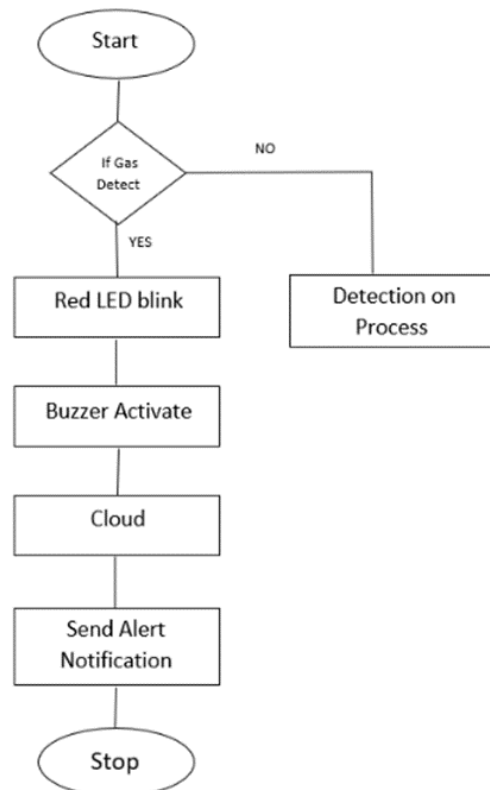 Start
If Gas
Detect
NO
YES
Red LED blink
Detection on
Process
Buzzer Activate
Cloud
Send Alert
Notification
Stop